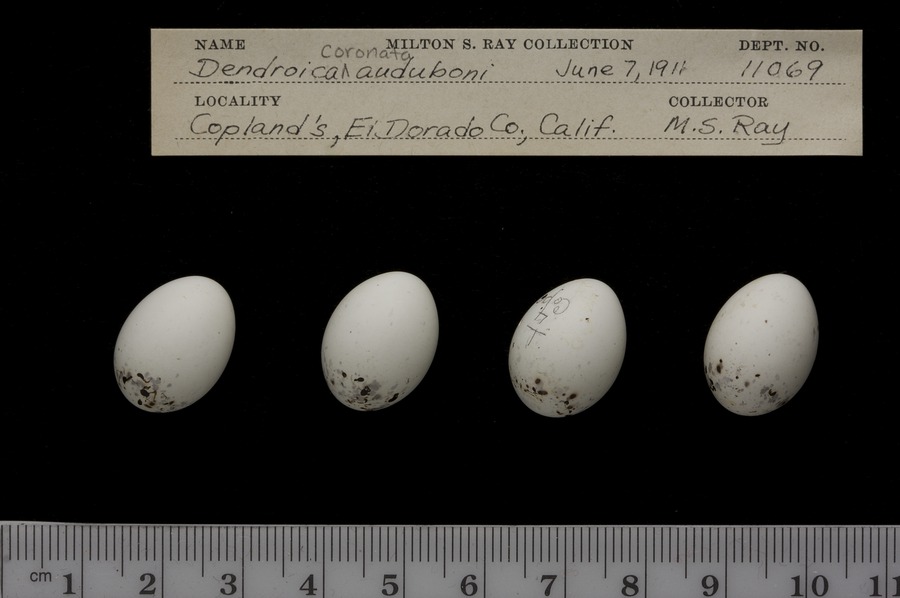 NAME MILTON S. RAY COLLECTION DEPT. NO.
Coronata
Dendroica auduboni June 7, 1911 11069
LOCALITY COLLECTOR
Copland's, El Dorado Co., Calif. M.S. Ray
cm 1 2 3 4 5 6 7 8 9 10 11